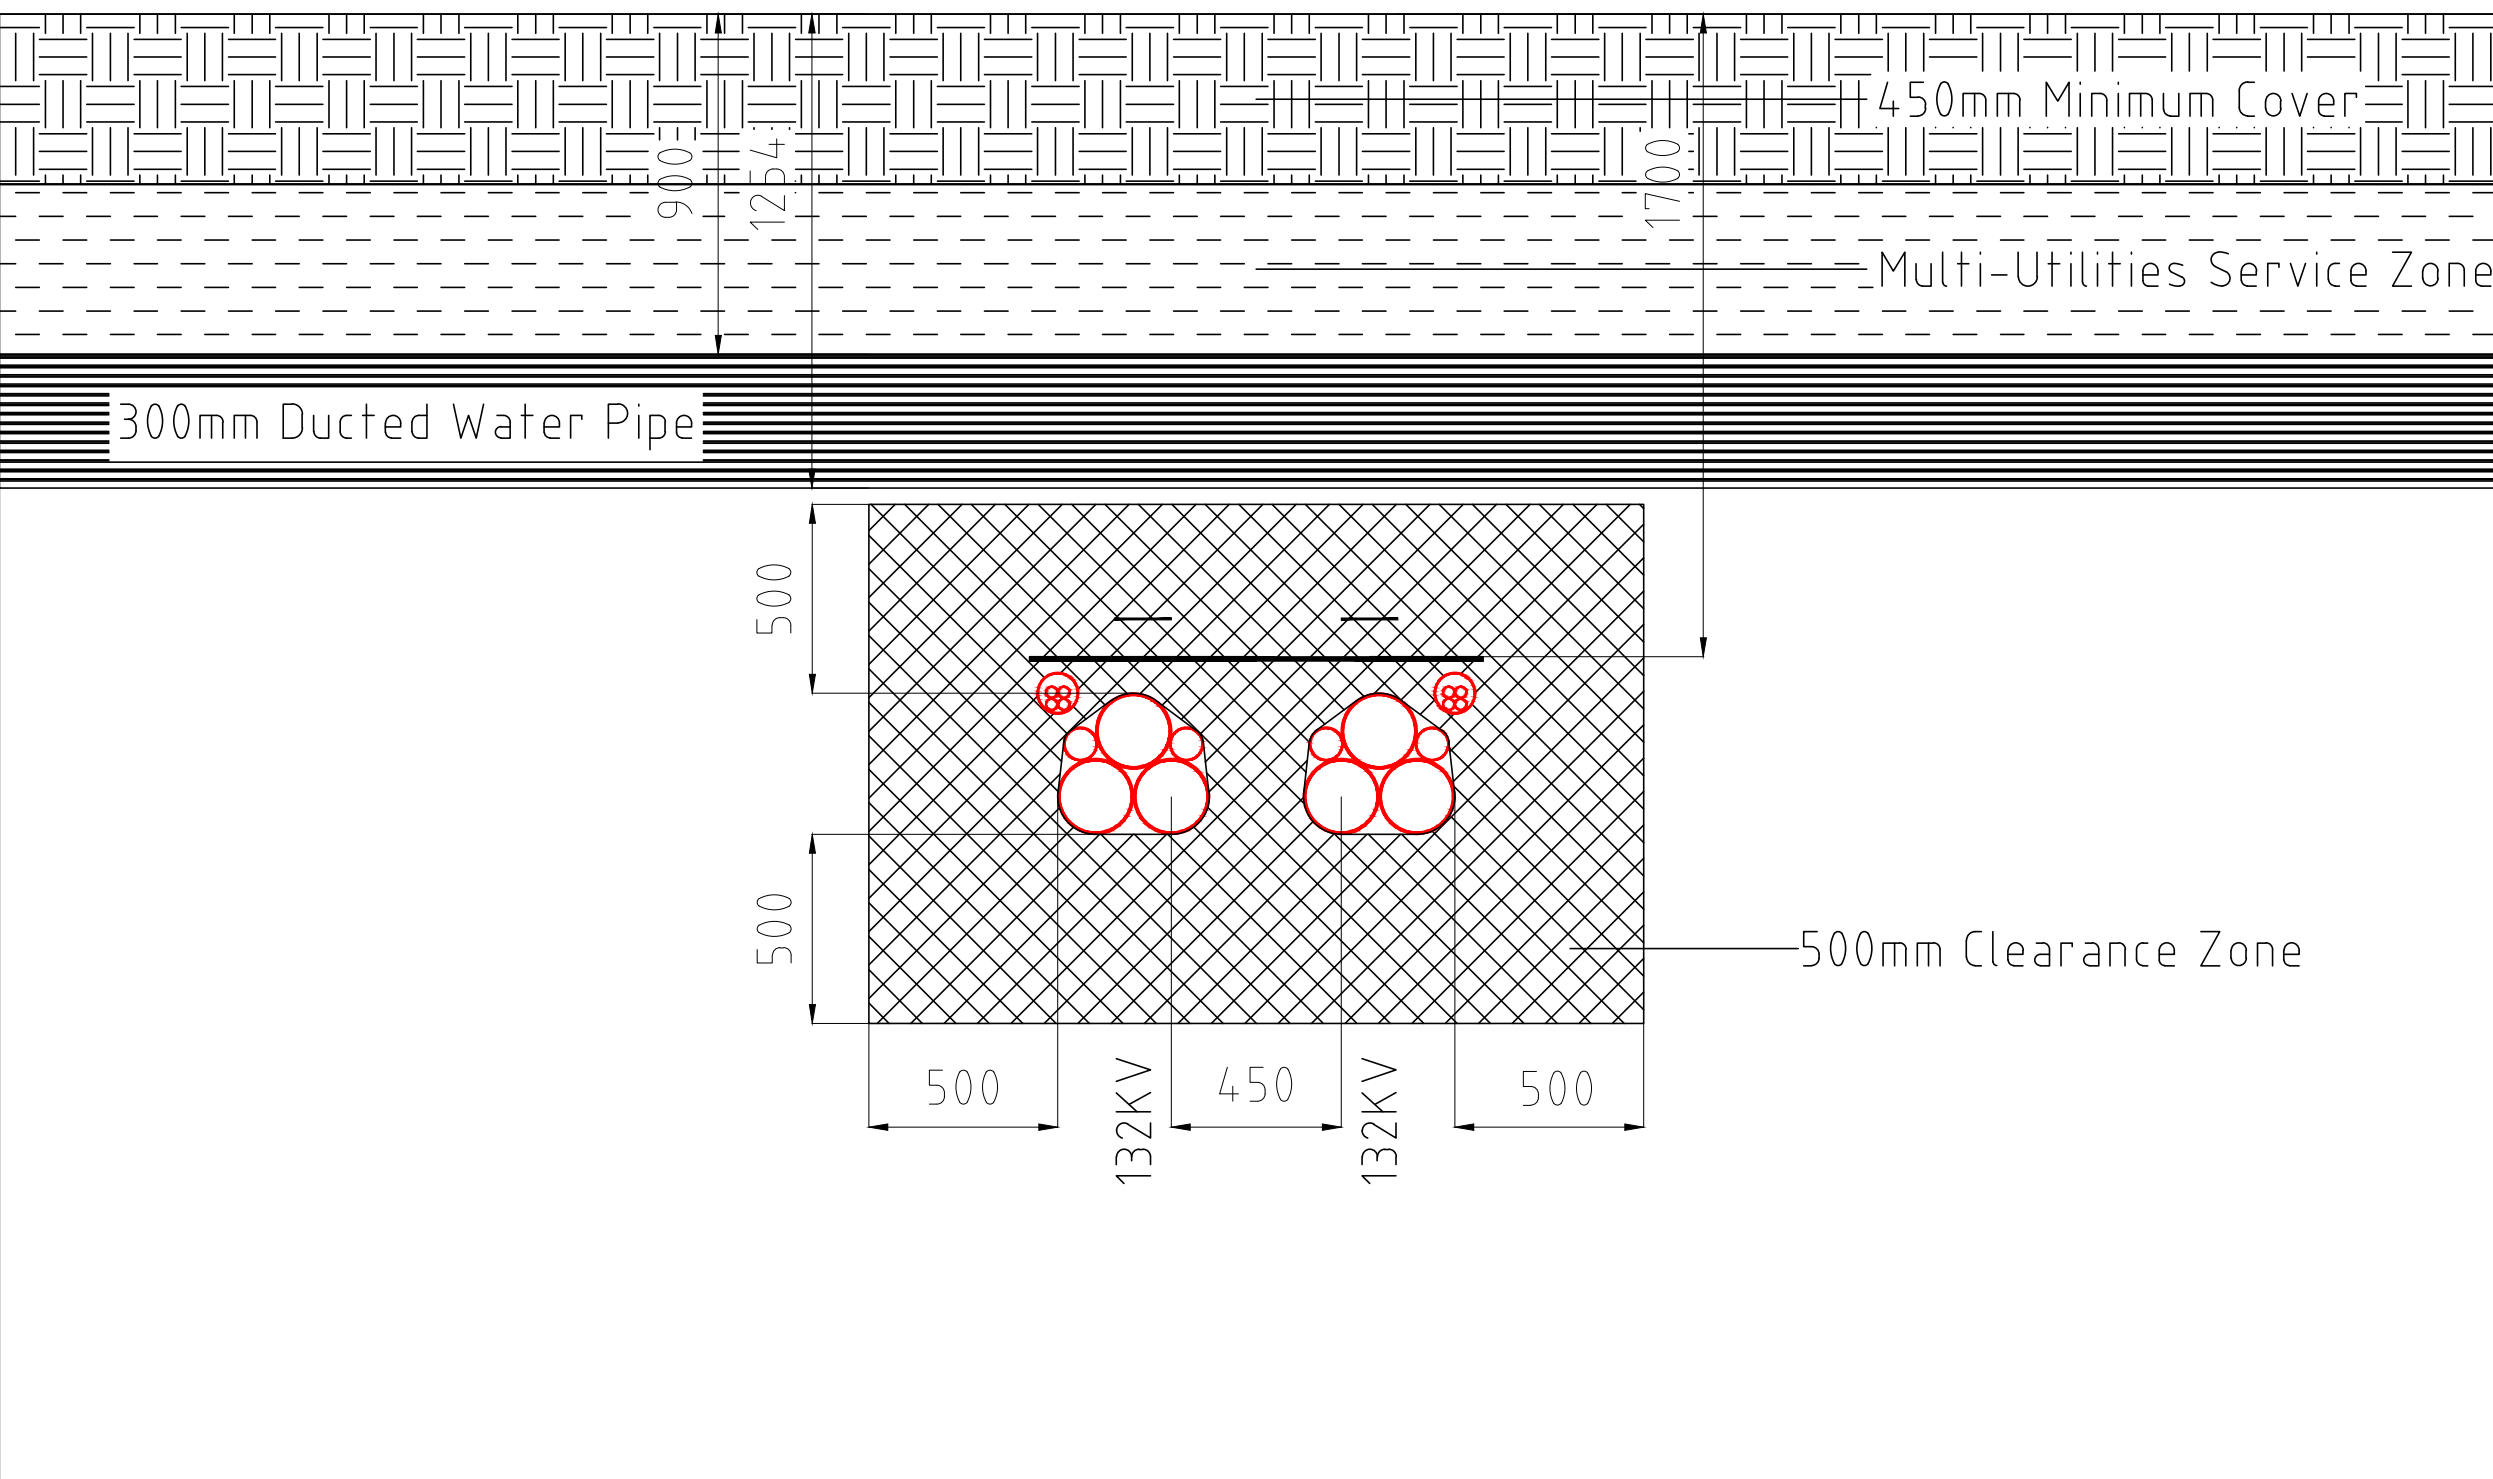 450mm Minimum Cover
900
1254
1700
Multi-Utilities Service Zone
300mm Ducted Water Pipe
500
500
500mm Clearance Zone
500
132KV
450
132KV
500